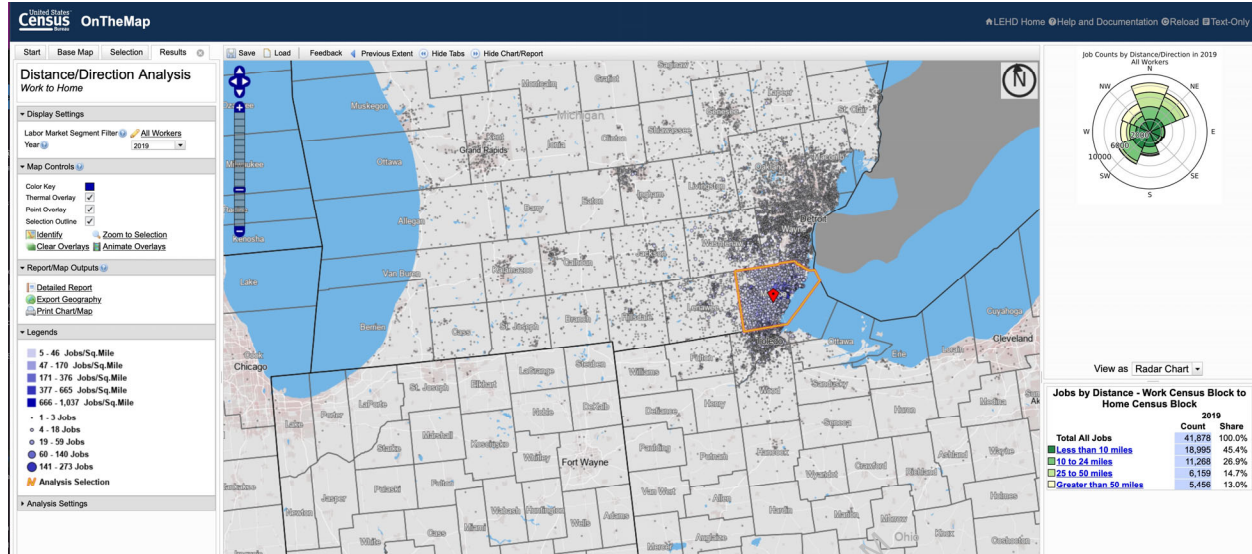 United States
Census
Bureau
OnTheMap
LEHD Home Help and Documentation Reload Text-Only
Start Base Map Selection Results
Save Load Feedback Previous Extent Hide Tabs Hide Chart/Report
Distance/Direction Analysis
Work to Home
Display Settings
Labor Market Segment Filter All Workers
Year 2019
Map Controls
Color Key
Thermal Overlay
Point Overlay
Selection Outline
Identify Zoom to Selection
Clear Overlays Animate Overlays
Report/Map Outputs
Detailed Report
Export Geography
Print Chart/Map
Legends
5 - 46 Jobs/Sq.Mile
47 - 170 Jobs/Sq.Mile
171 - 376 Jobs/Sq.Mile
377 - 665 Jobs/Sq.Mile
666 - 1,037 Jobs/Sq.Mile
1 - 3 Jobs
4 - 18 Jobs
19 - 59 Jobs
60 - 140 Jobs
141 - 273 Jobs
Analysis Selection
Analysis Settings
N
Saginaw
Montcalm
Gratiot
Lapeer
St. Clair
Muskegon
Michigan
Clinton
Shiawassee
Ottawa
Grand Rapids
Ionia
Livingston
Allegan
Barry
Eaton
Ingham
Detroit
Wayne
Kenosha
Washtenaw
Van Buren
Kalamazoo
Calhoun
Jackson
Lake
Berrien
Cass
St. Joseph
Branch
Hillsdale
Lenawee
Cuyahoga
Cleveland
Cook
Chicago
Lorain
Erie
Ottawa
Lucas
Fulton
Williams
Steuben
LaGrange
Elkhart
St. Joseph
LaPorte
Porter
Lake
Noble
DeKalb
Defiance
Henry
Wood
Sandusky
Huron
Medina
Seneca
Starke
Marshall
Kosciusko
Whitley
Fort Wayne
Paulding
Putnam
Hancock
Wyandot
Crawford
Richland
Ashland
Wayne
Jasper
Newton
Pulaski
Fulton
Wabash
Huntington
Wells
Adams
Van West
Allen
Hardin
Marion
Morrow
Holmes
White
Cass
Miami
Mercer
Auglaize
Ohio
Knox
Coshocton
Job Counts by Distance/Direction in 2019
All Workers
N
NW NE
W E
2000
6000
10000
SW SE
S
View as Radar Chart
Jobs by Distance - Work Census Block to
Home Census Block
2019
Count Share
Total All Jobs 41,878 100.0%
Less than 10 miles 18,995 45.4%
10 to 24 miles 11,268 26.9%
25 to 50 miles 6,159 14.7%
Greater than 50 miles 5,456 13.0%